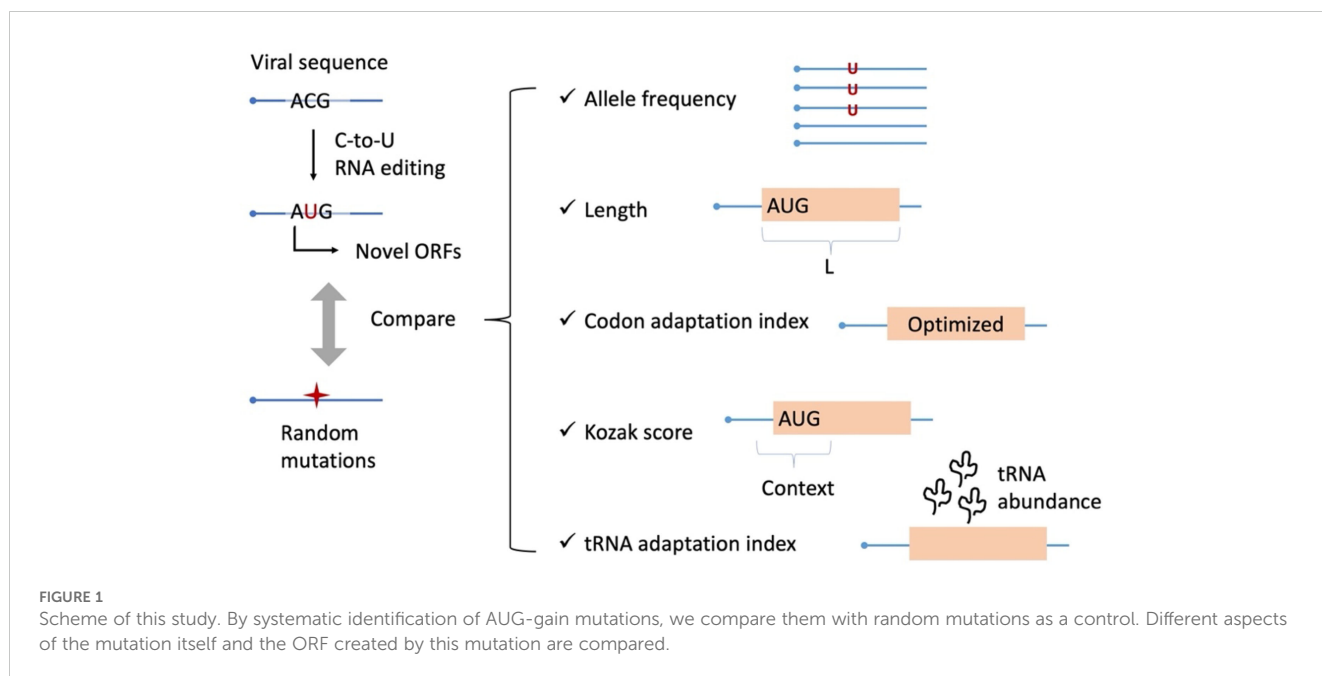 Viral sequence
ACG
C-to-U
RNA editing
AUG
Novel ORFs
Compare
Random
mutations
✓ Allele frequency
U
U
U
✓ Length
AUG
L
✓ Codon adaptation index
Optimized
✓ Kozak score
AUG
Context
✓ tRNA adaptation index
tRNA
abundance
FIGURE 1
Scheme of this study. By systematic identification of AUG-gain mutations, we compare them with random mutations as a control. Different aspects
of the mutation itself and the ORF created by this mutation are compared.